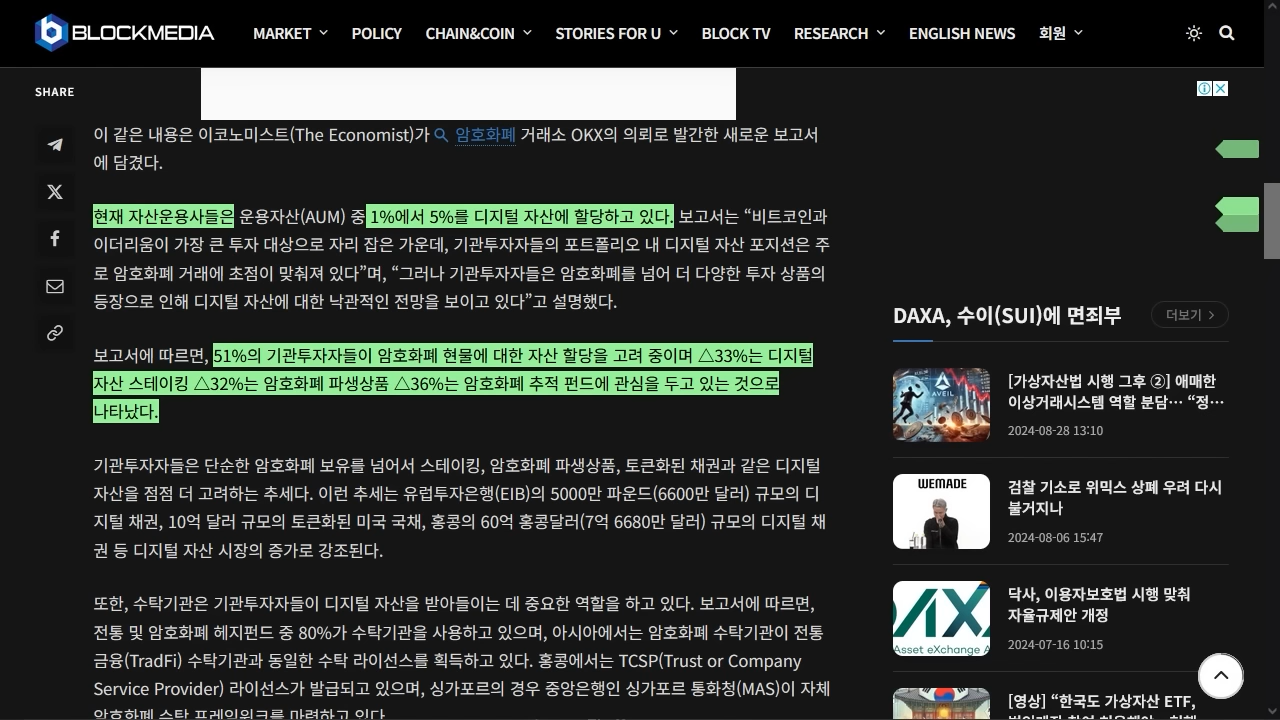 BLOCKMEDIA
MARKET POLICY CHAIN&COIN STORIES FOR U BLOCK TV RESEARCH ENGLISH NEWS 회원
SHARE
이 같은 내용은 이코노미스트(The Economist)가 암호화폐 거래소 OKX의 의뢰로 발간한 새로운 보고서
에 담겼다.
현재 자산운용사들은 운용자산(AUM) 중 1%에서 5%를 디지털 자산에 할당하고 있다. 보고서는 “비트코인과
이더리움이 가장 큰 투자 대상으로 자리 잡은 가운데, 기관투자자들의 포트폴리오 내 디지털 자산 포지션은 주
로 암호화폐 거래에 초점이 맞춰져 있다”며, “그러나 기관투자자들은 암호화폐를 넘어 더 다양한 투자 상품의
등장으로 인해 디지털 자산에 대한 낙관적인 전망을 보이고 있다”고 설명했다.
보고서에 따르면, 51%의 기관투자자들이 암호화폐 현물에 대한 자산 할당을 고려 중이며 △33%는 디지털
자산 스테이킹 △32%는 암호화폐 파생상품 △36%는 암호화폐 추적 펀드에 관심을 두고 있는 것으로
나타났다.
기관투자자들은 단순한 암호화폐 보유를 넘어서 스테이킹, 암호화폐 파생상품, 토큰화된 채권과 같은 디지털
자산을 점점 더 고려하는 추세다. 이런 추세는 유럽투자은행(EIB)의 5000만 파운드(6600만 달러) 규모의 디
지털 채권, 10억 달러 규모의 토큰화된 미국 국채, 홍콩의 60억 홍콩달러(7억 6680만 달러) 규모의 디지털 채
권 등 디지털 자산 시장의 증가로 강조된다.
또한, 수탁기관은 기관투자자들이 디지털 자산을 받아들이는 데 중요한 역할을 하고 있다. 보고서에 따르면,
전통 및 암호화폐 헤지펀드 중 80%가 수탁기관을 사용하고 있으며, 아시아에서는 암호화폐 수탁기관이 전통
금융(TradFi) 수탁기관과 동일한 수탁 라이선스를 획득하고 있다. 홍콩에서는 TCSP(Trust or Company
Service Provider) 라이선스가 발급되고 있으며, 싱가포르의 경우 중앙은행인 싱가포르 통화청(MAS)이 자체
암호화폐 수탁 프레임워크를 마련하고 있다.
DAXA, 수이(SUI)에 면죄부
더보기
AVEIL
[가상자산법 시행 그후 ②] 애매한
이상거래시스템 역할 분담… “정…
2024-08-28 13:10
WEMADE
검찰 기소로 위믹스 상폐 우려 다시
불거지나
2024-08-06 15:47
Asset eXchange A
닥사, 이용자보호법 시행 맞춰
자율규제안 개정
2024-07-16 10:15
[영상] “한국도 가상자산 ETF,